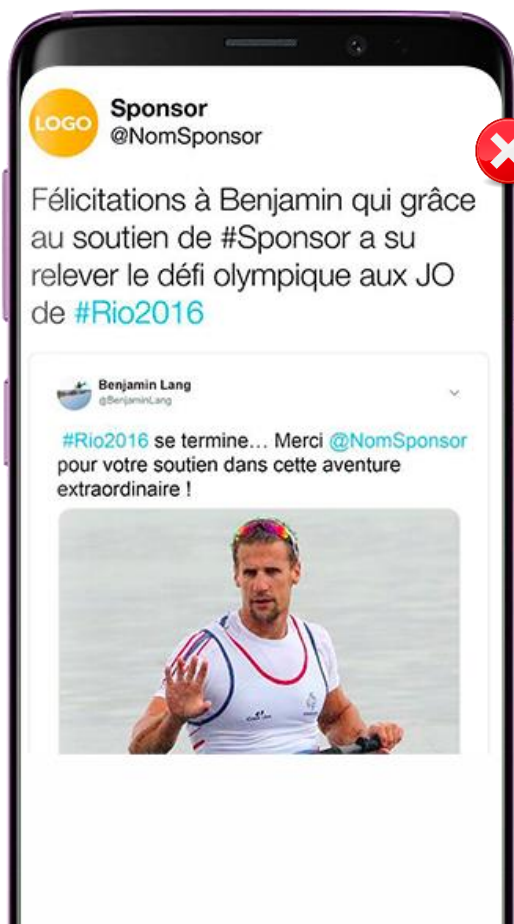 LOGO
Sponsor
@NomSponsor
Félicitations à Benjamin qui grâce
au soutien de #Sponsor a su
relever le défi olympique aux JO
de #Rio2016
Benjamin Lang
@BenjaminLang
#Rio2016 se termine... Merci @NomSponsor
pour votre soutien dans cette aventure
extraordinaire !